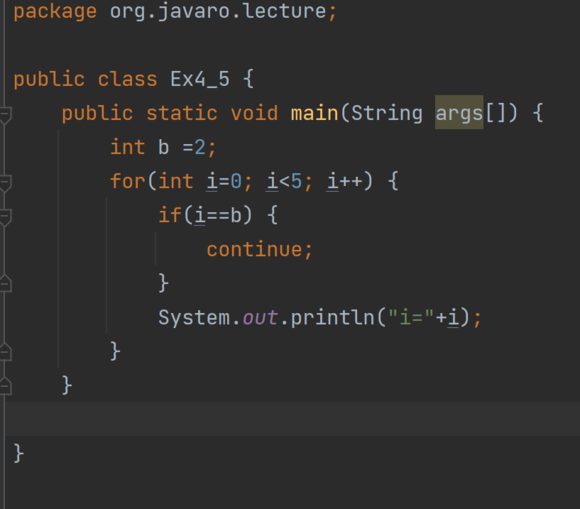 package org.javaro.lecture;
public class Ex4_5 {
public static void main(String args[]) {
int b =2;
for(int i=0; i<5; i++) {
if(i==b) {
continue;
}
System.out.println("i="+i);
}
}
}